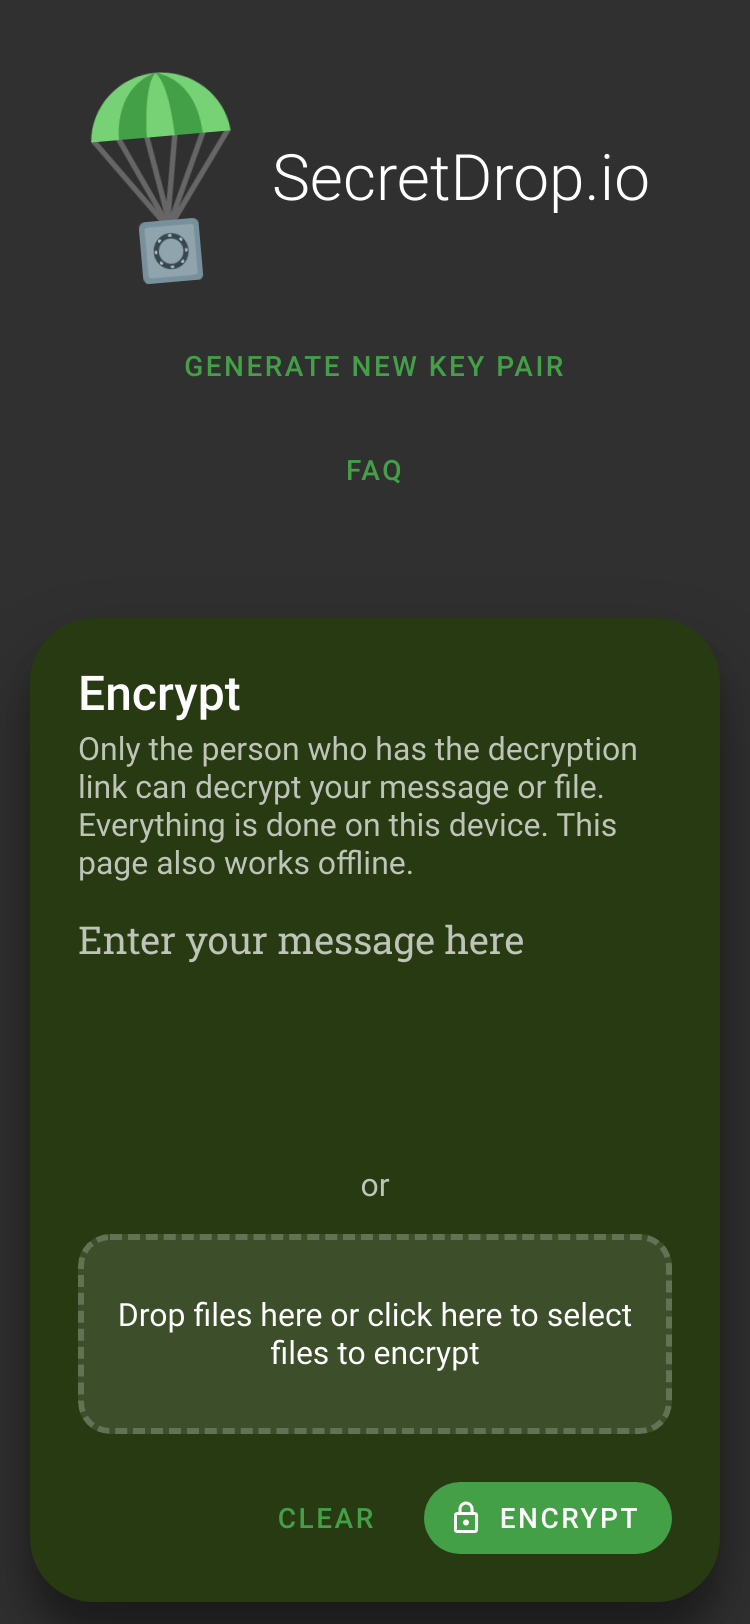 SecretDrop.io
GENERATE NEW KEY PAIR
FAQ
Encrypt
Only the person who has the decryption
link can decrypt your message or file.
Everything is done on this device. This
page also works offline.
Enter your message here
or
Drop files here or click here to select
files to encrypt
CLEAR
ENCRYPT